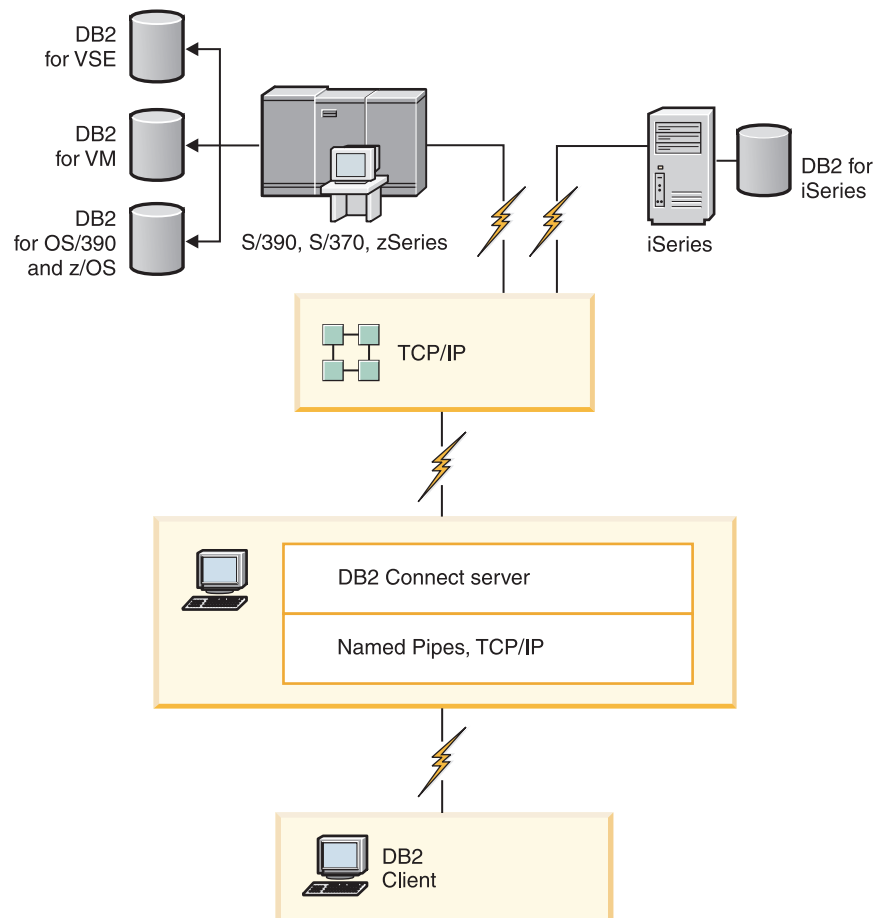 DB2
for VSE
DB2
for VM
DB2
for OS/390
and z/OS
S/390, S/370, zSeries
iSeries
DB2 for
iSeries
TCP/IP
DB2 Connect server
Named Pipes, TCP/IP
DB2
Client